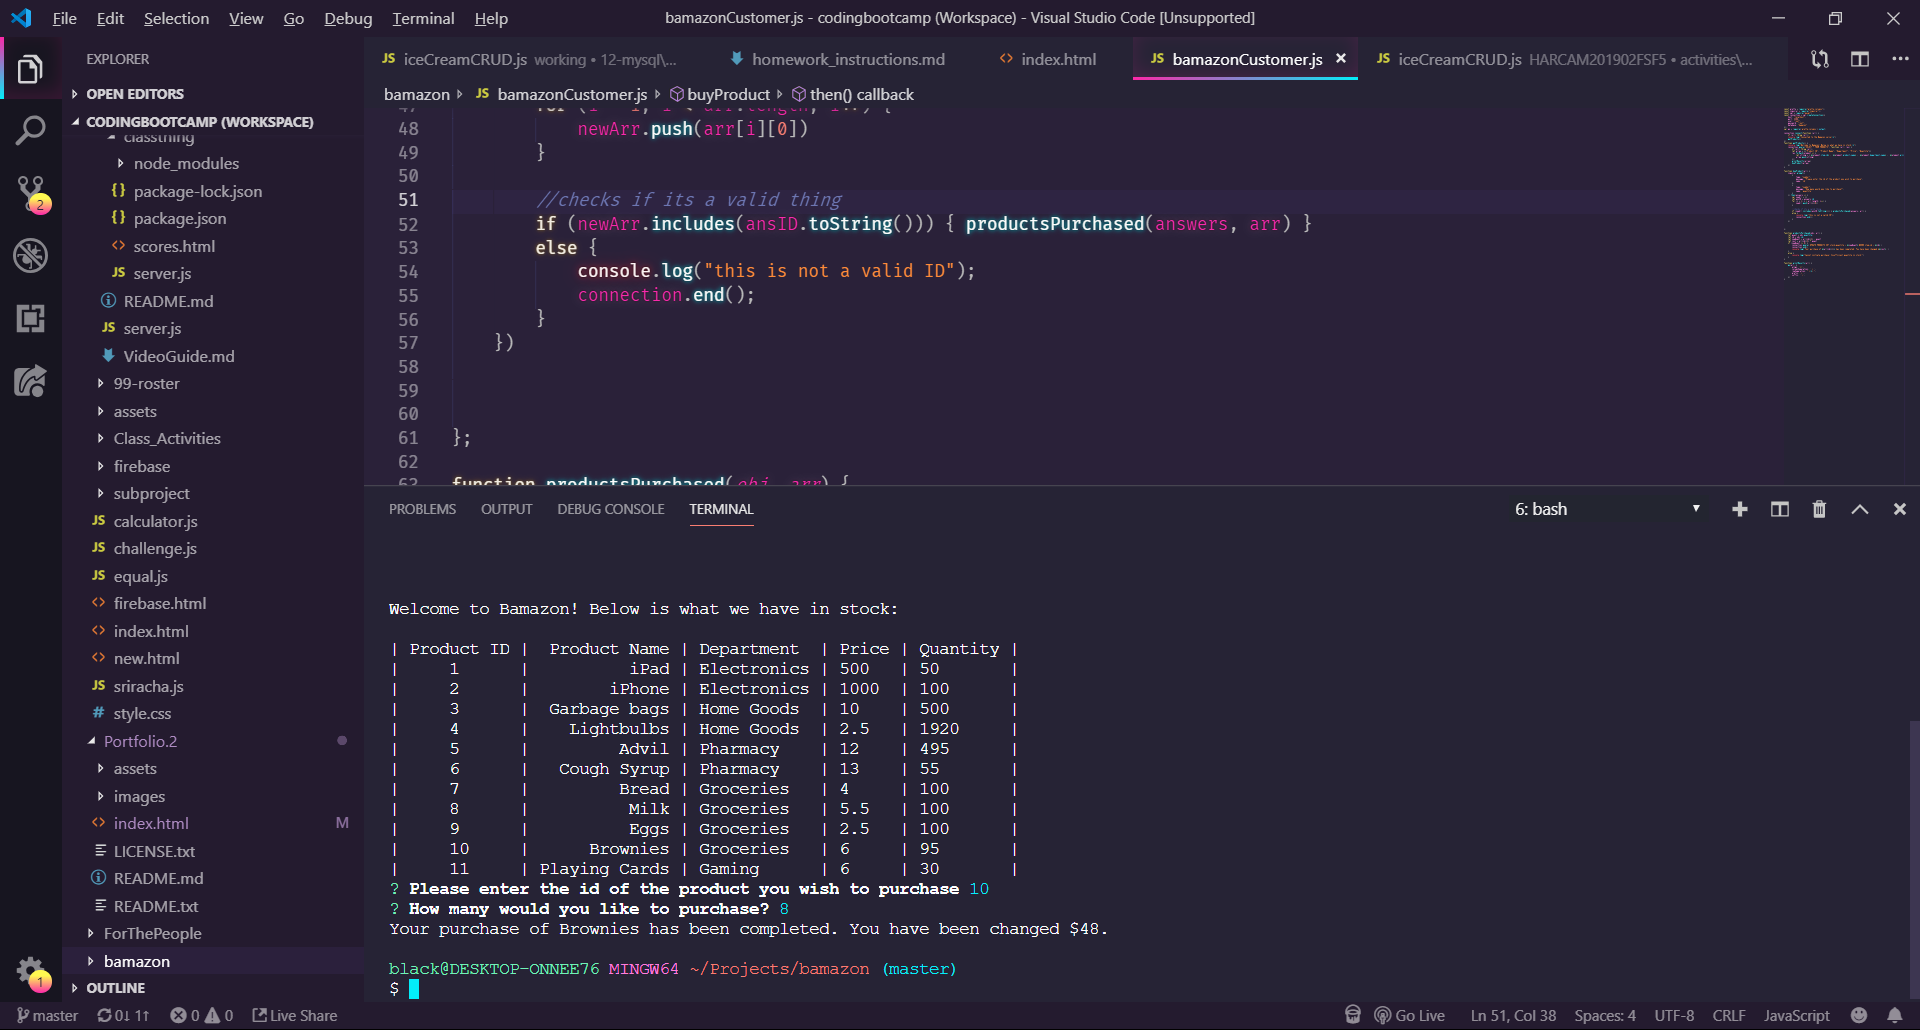 File Edit Selection View Go Debug Terminal Help
bamazonCustomer.js - codingbootcamp (Workspace) - Visual Studio Code [Unsupported]
EXPLORER
OPEN EDITORS
CODINGBOOTCAMP (WORKSPACE)
classthing
node_modules
{} package-lock.json
{} package.json
<> scores.html
JS server.js
README.md
JS server.js
VideoGuide.md
99-roster
assets
Class_Activities
firebase
subproject
JS calculator.js
JS challenge.js
JS equal.js
<> firebase.html
<> index.html
<> new.html
JS sriracha.js
# style.css
Portfolio.2
assets
images
<> index.html M
LICENSE.txt
README.md
README.txt
ForThePeople
bamazon
OUTLINE
2
1
JS iceCreamCRUD.js working • 12-mysql\...
homework_instructions.md
<> index.html
JS bamazonCustomer.js ×
JS iceCreamCRUD.js HARCAM201902FSF5 • activities\...
bamazon JS bamazonCustomer.js buyProduct then() callback
48 newArr.push(arr[i][0])
49 }
50
51 //checks if its a valid thing
52 if (newArr.includes(ansID.toString())) { productsPurchased(answers, arr) }
53 else {
54 console.log("this is not a valid ID");
55 connection.end();
56 }
57 })
58
59
60
61 };
62
63 function productsPurchased(obj, arr) {
PROBLEMS OUTPUT DEBUG CONSOLE TERMINAL
6: bash
Welcome to Bamazon! Below is what we have in stock:
| Product ID | Product Name | Department | Price | Quantity |
| 1 | iPad | Electronics | 500 | 50 |
| 2 | iPhone | Electronics | 1000 | 100 |
| 3 | Garbage bags | Home Goods | 10 | 500 |
| 4 | Lightbulbs | Home Goods | 2.5 | 1920 |
| 5 | Advil | Pharmacy | 12 | 495 |
| 6 | Cough Syrup | Pharmacy | 13 | 55 |
| 7 | Bread | Groceries | 4 | 100 |
| 8 | Milk | Groceries | 5.5 | 100 |
| 9 | Eggs | Groceries | 2.5 | 100 |
| 10 | Brownies | Groceries | 6 | 95 |
| 11 | Playing Cards | Gaming | 6 | 30 |
? Please enter the id of the product you wish to purchase 10
? How many would you like to purchase? 8
Your purchase of Brownies has been completed. You have been changed $48.
black@DESKTOP-ONNEE76 MINGW64 ~/Projects/bamazon (master)
$
master 0↓ 1↑ 0 0 Live Share
Go Live Ln 51, Col 38 Spaces: 4 UTF-8 CRLF JavaScript